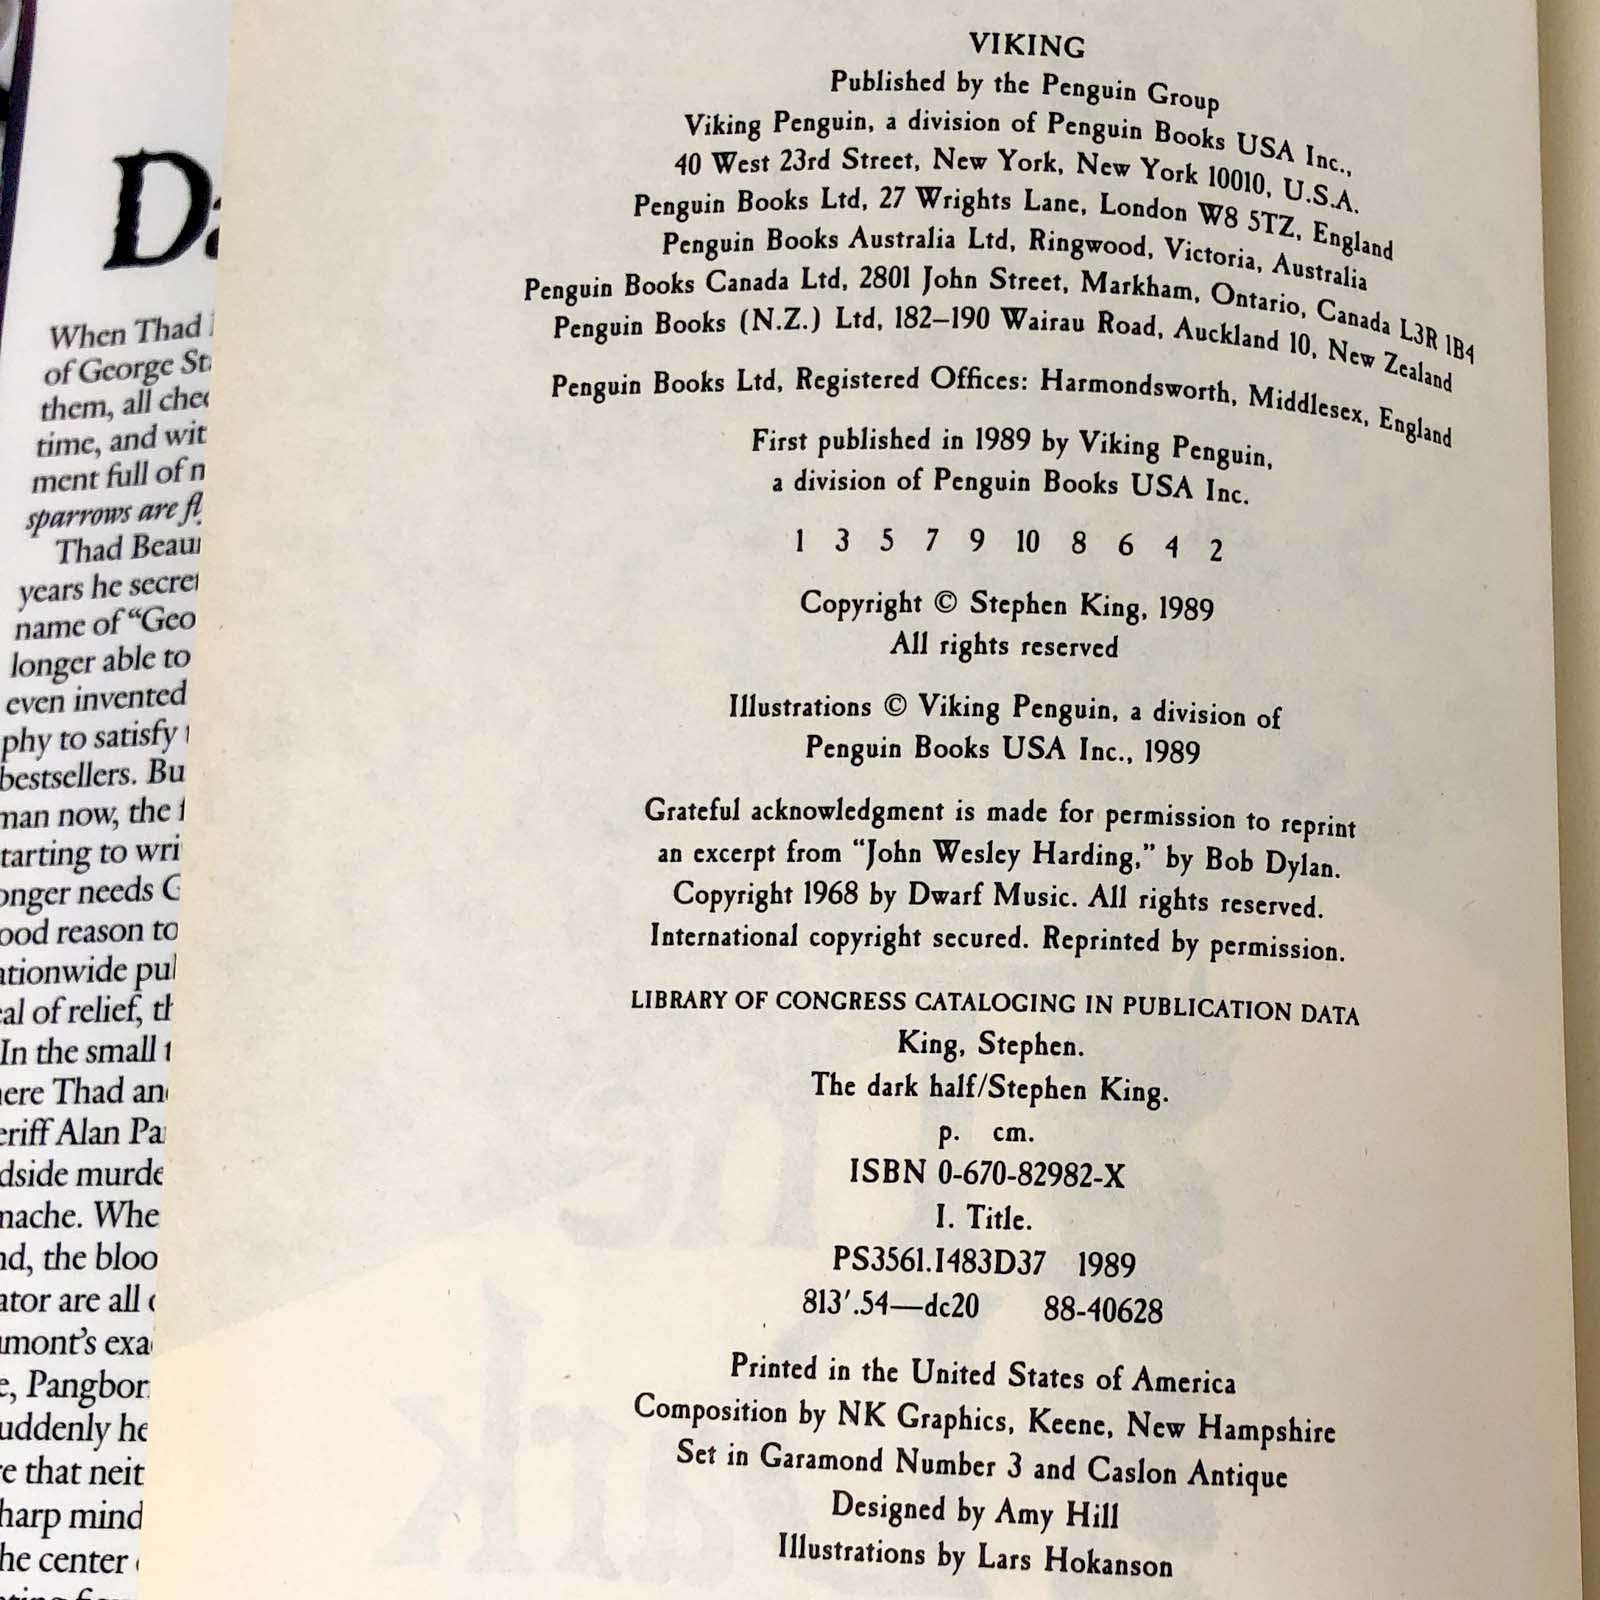 Da
When Thad
of George St
them, all chec
time, and wit
ment full of
sparrows are
Thad Beau
years he secret
name of "Geo
longer able to
even invented
phy to satisfy
bestsellers. Bu
man now, the
tarting to wri
onger needs G
ood reason to
ationwide pu
al of relief, th
In the small
here Thad an
eriff Alan Pa
dside murde
mache. Whe
nd, the bloo
ator are all
umont's exa
e, Pangbor
uddenly he
e that neit
harp mind
he center
VIKING
Published by the Penguin Group
Viking Penguin, a division of Penguin Books USA Inc.,
40 West 23rd Street, New York, New York 10010, U.S.A.
Penguin Books Ltd, 27 Wrights Lane, London W8 5TZ, England
Penguin Books Australia Ltd, Ringwood, Victoria, Australia
Penguin Books Canada Ltd, 2801 John Street, Markham, Ontario, Canada L3R 1B4
Penguin Books (N.Z.) Ltd, 182–190 Wairau Road, Auckland 10, New Zealand
Penguin Books Ltd, Registered Offices: Harmondsworth, Middlesex, England
First published in 1989 by Viking Penguin,
a division of Penguin Books USA Inc.
1 3 5 7 9 10 8 6 4 2
Copyright © Stephen King, 1989
All rights reserved
Illustrations © Viking Penguin, a division of
Penguin Books USA Inc., 1989
Grateful acknowledgment is made for permission to reprint
an excerpt from "John Wesley Harding," by Bob Dylan.
Copyright 1968 by Dwarf Music. All rights reserved.
International copyright secured. Reprinted by permission.
LIBRARY OF CONGRESS CATALOGING IN PUBLICATION DATA
King, Stephen.
The dark half/Stephen King.
p. cm.
ISBN 0-670-82982-X
I. Title.
PS3561.I483D37 1989
813'.54—dc20 88-40628
Printed in the United States of America
Composition by NK Graphics, Keene, New Hampshire
Set in Garamond Number 3 and Caslon Antique
Designed by Amy Hill
Illustrations by Lars Hokanson